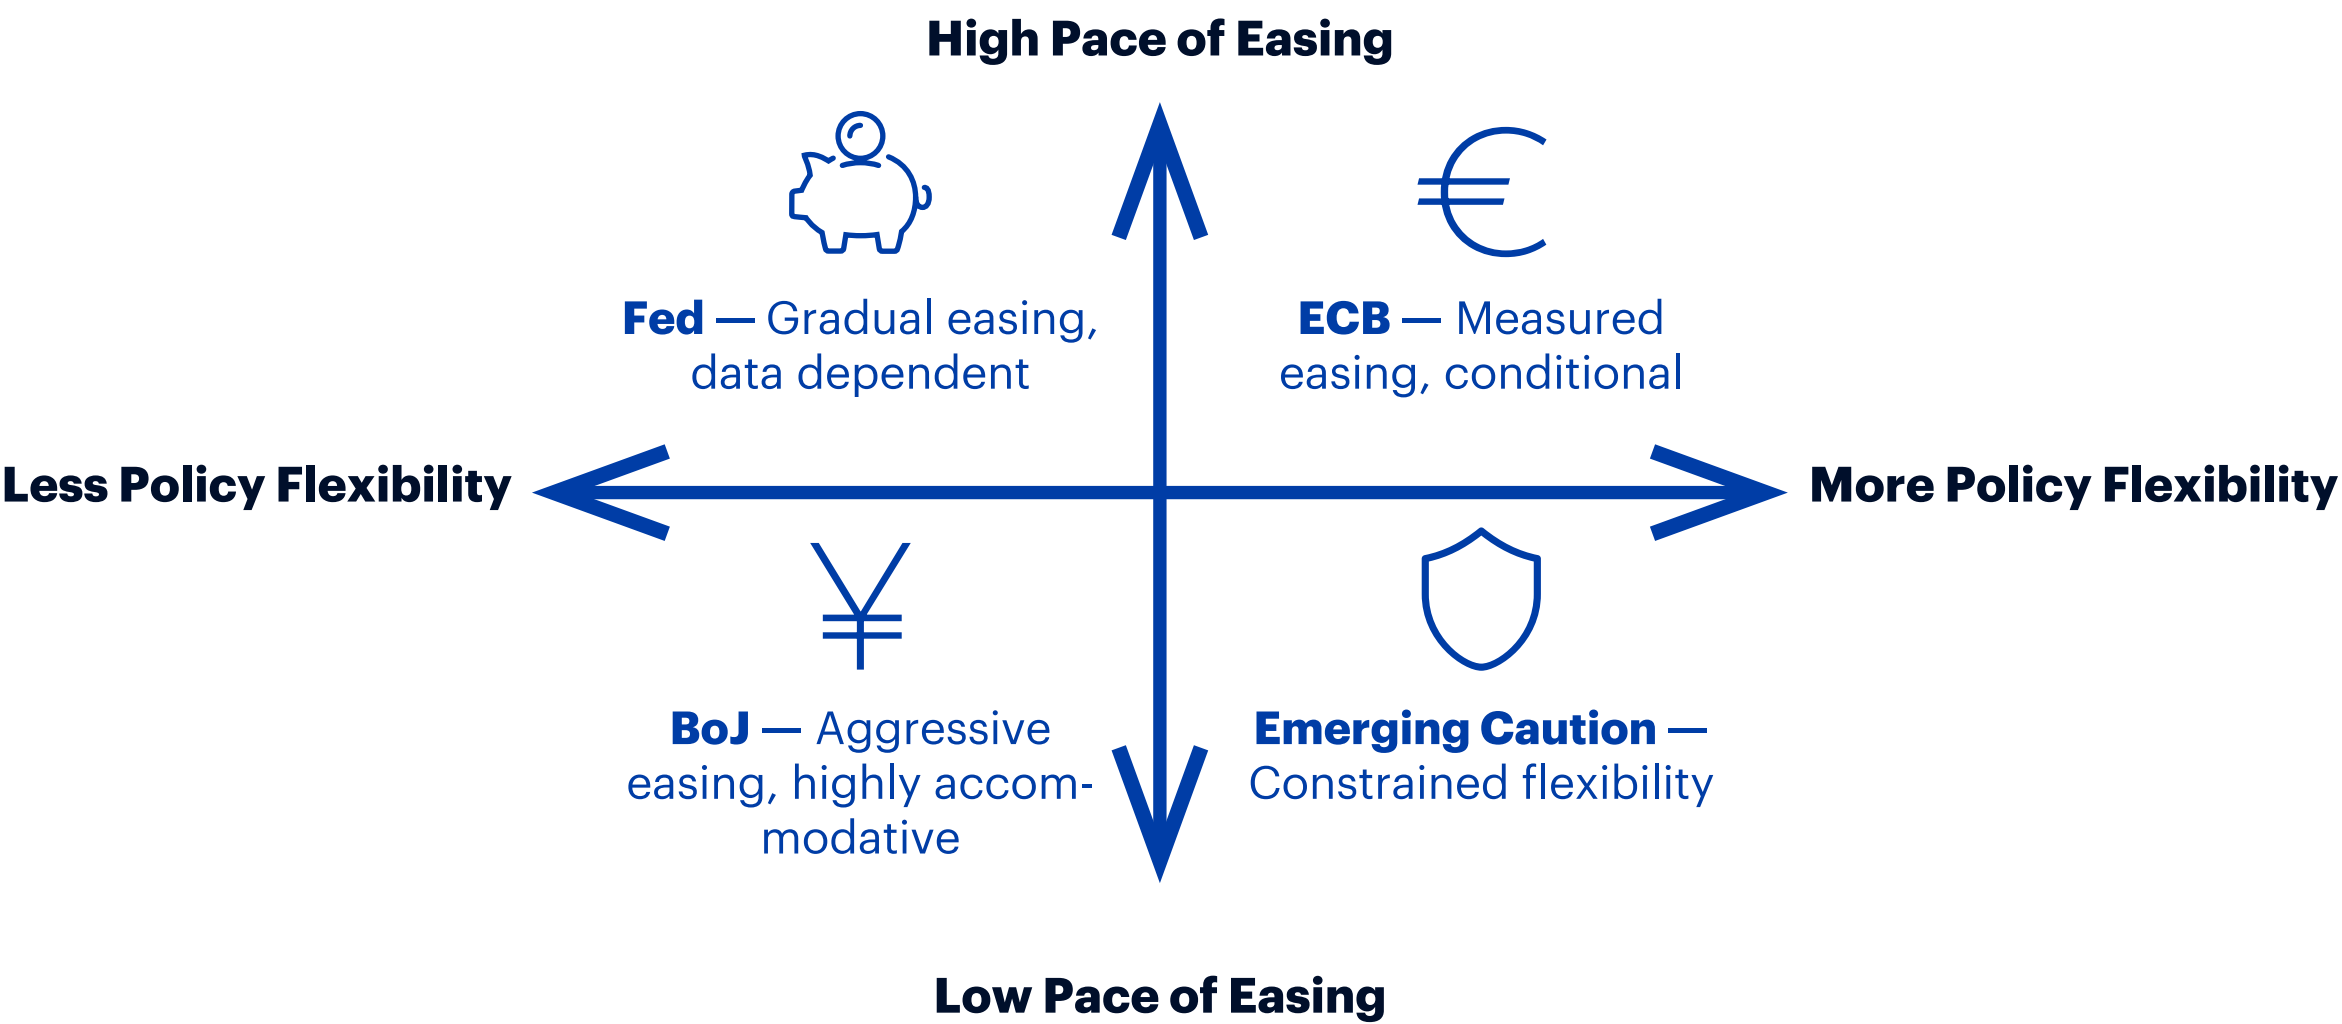 High Pace of Easing
Fed — Gradual easing,
data dependent
ECB — Measured
easing, conditional
Less Policy Flexibility
More Policy Flexibility
BoJ — Aggressive
easing, highly accom-
modative
Emerging Caution —
Constrained flexibility
Low Pace of Easing